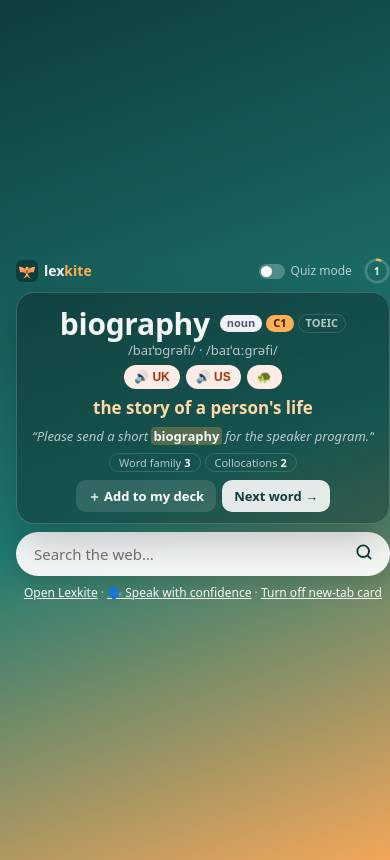 lexkite
Quiz mode
1
biography noun C1 TOEIC
/baɪˈɒɡrəfi/ · /baɪˈɑːɡrəfi/
🔊 UK 🔊 US 🐢
the story of a person's life
“Please send a short biography for the speaker program.”
Word family 3 Collocations 2
+ Add to my deck Next word →
Search the web...
Open Lexkite · 🗣️ Speak with confidence · Turn off new-tab card